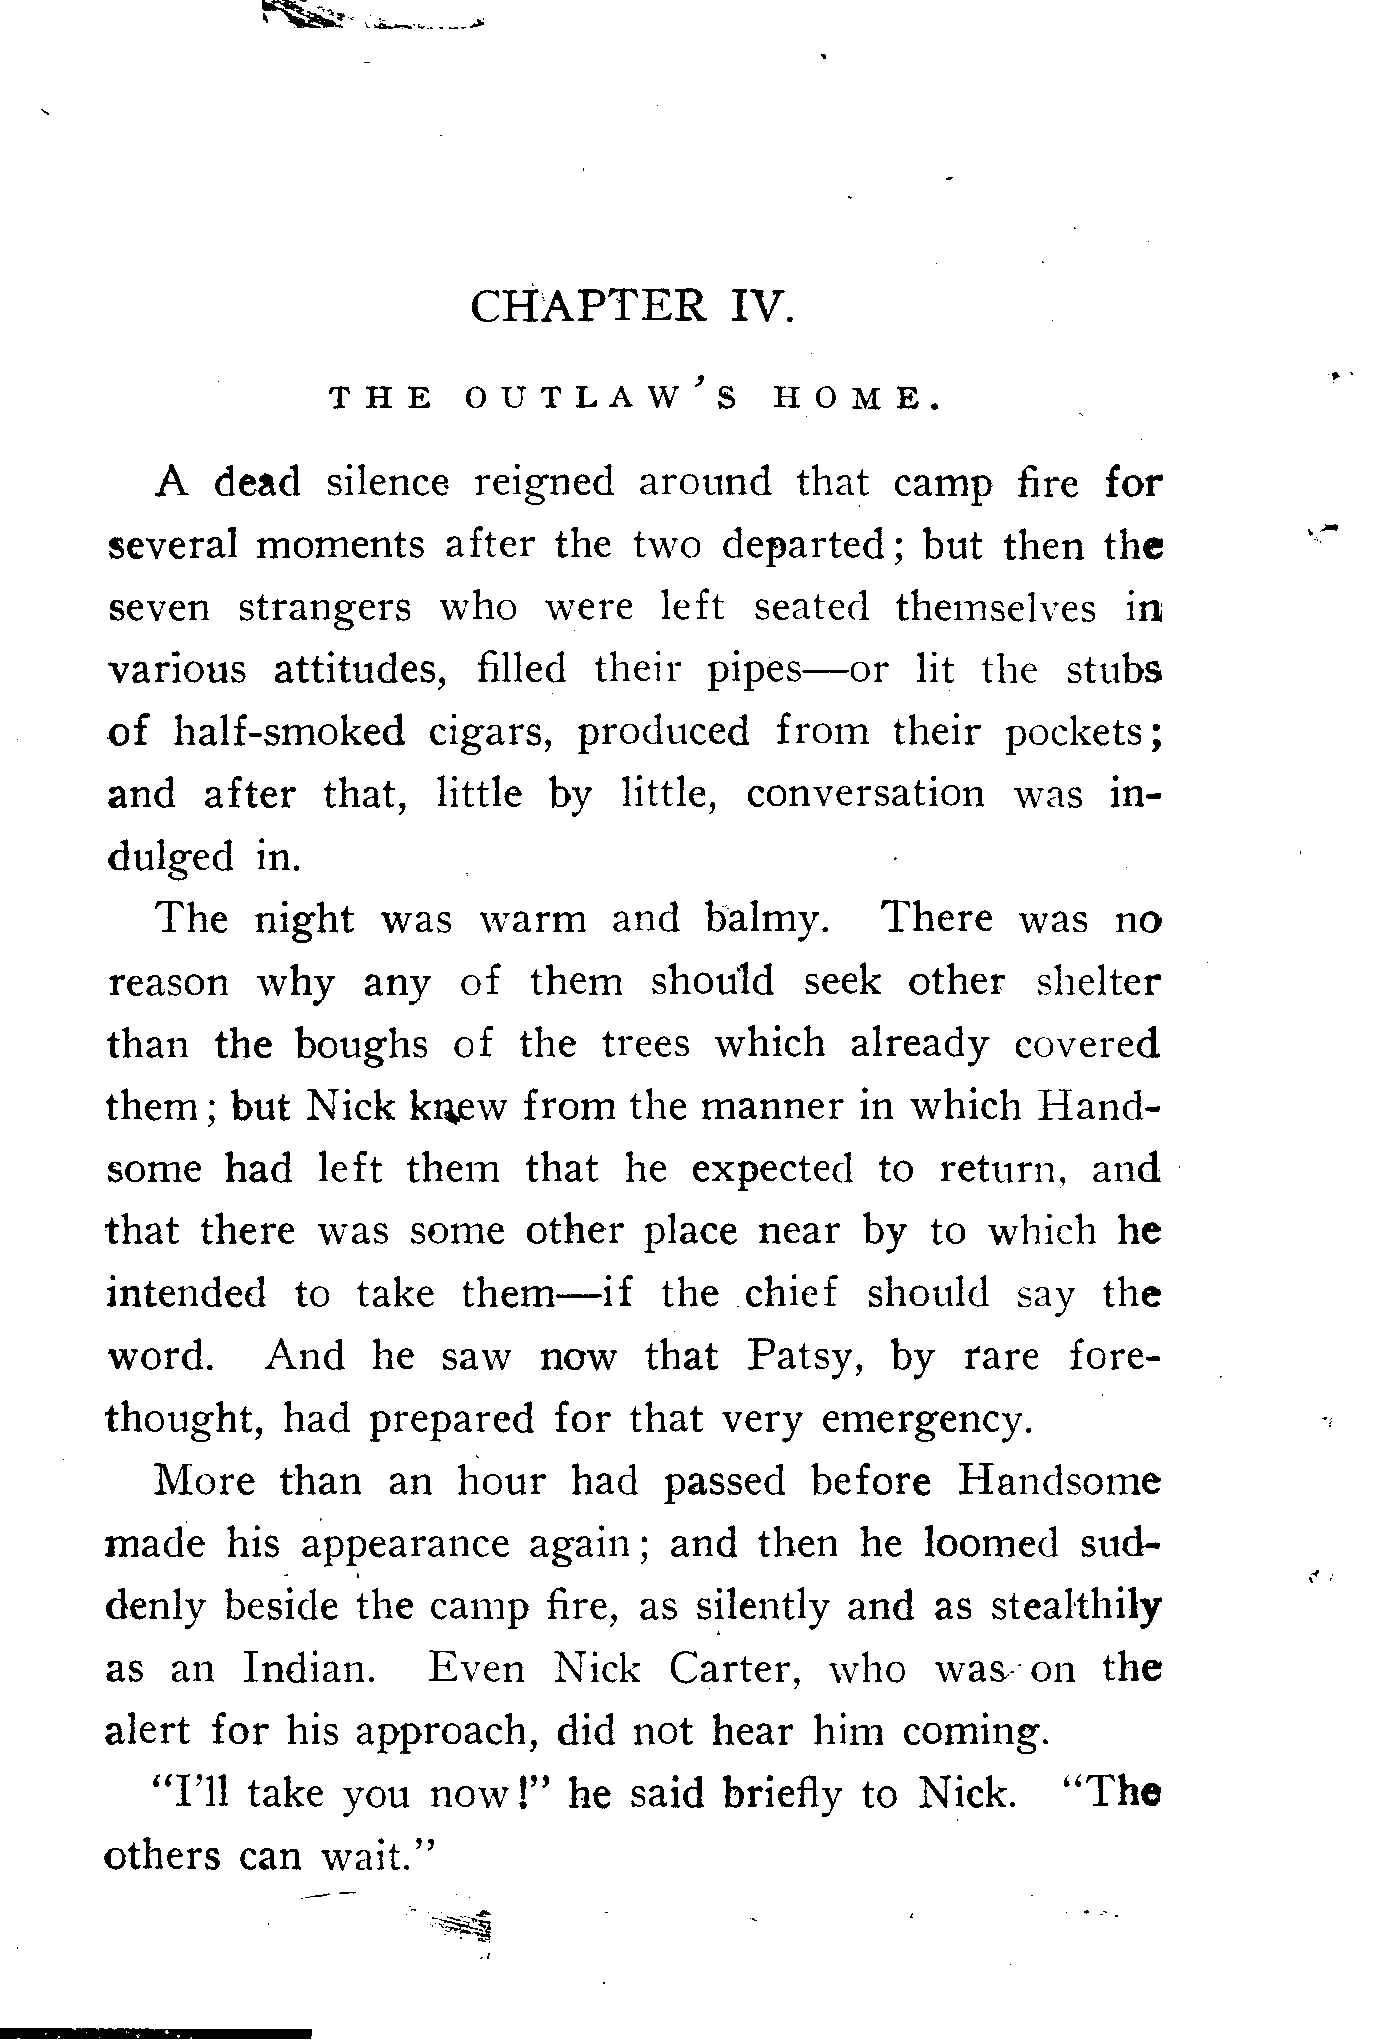 CHAPTER IV.
THE OUTLAW'S HOME.
A dead silence reigned around that camp fire for
several moments after the two departed; but then the
seven strangers who were left seated themselves in
various attitudes, filled their pipes—or lit the stubs
of half-smoked cigars, produced from their pockets;
and after that, little by little, conversation was in-
dulged in.
The night was warm and balmy. There was no
reason why any of them should seek other shelter
than the boughs of the trees which already covered
them; but Nick knew from the manner in which Hand-
some had left them that he expected to return, and
that there was some other place near by to which he
intended to take them—if the chief should say the
word. And he saw now that Patsy, by rare fore-
thought, had prepared for that very emergency.
More than an hour had passed before Handsome
made his appearance again; and then he loomed sud-
denly beside the camp fire, as silently and as stealthily
as an Indian. Even Nick Carter, who was on the
alert for his approach, did not hear him coming.
"I'll take you now!" he said briefly to Nick. "The
others can wait."